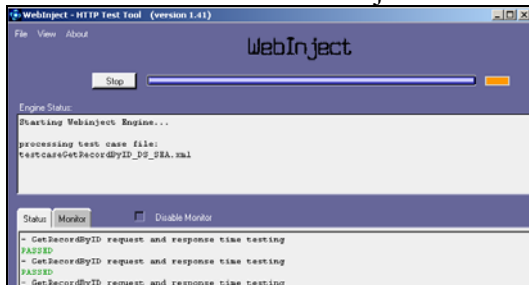 WebInject - HTTP Test Tool (version 1.41)
File View About
WebInject
Stop
Engine Status:
Starting Webinject Engine...
processing test case file:
testcaseGetRecordByID_DS_SRA.xml
Status Monitor Disable Monitor
- GetRecordByID request and response time testing
PASSED
- GetRecordByID request and response time testing
PASSED
- GetRecordByID request and response time testing